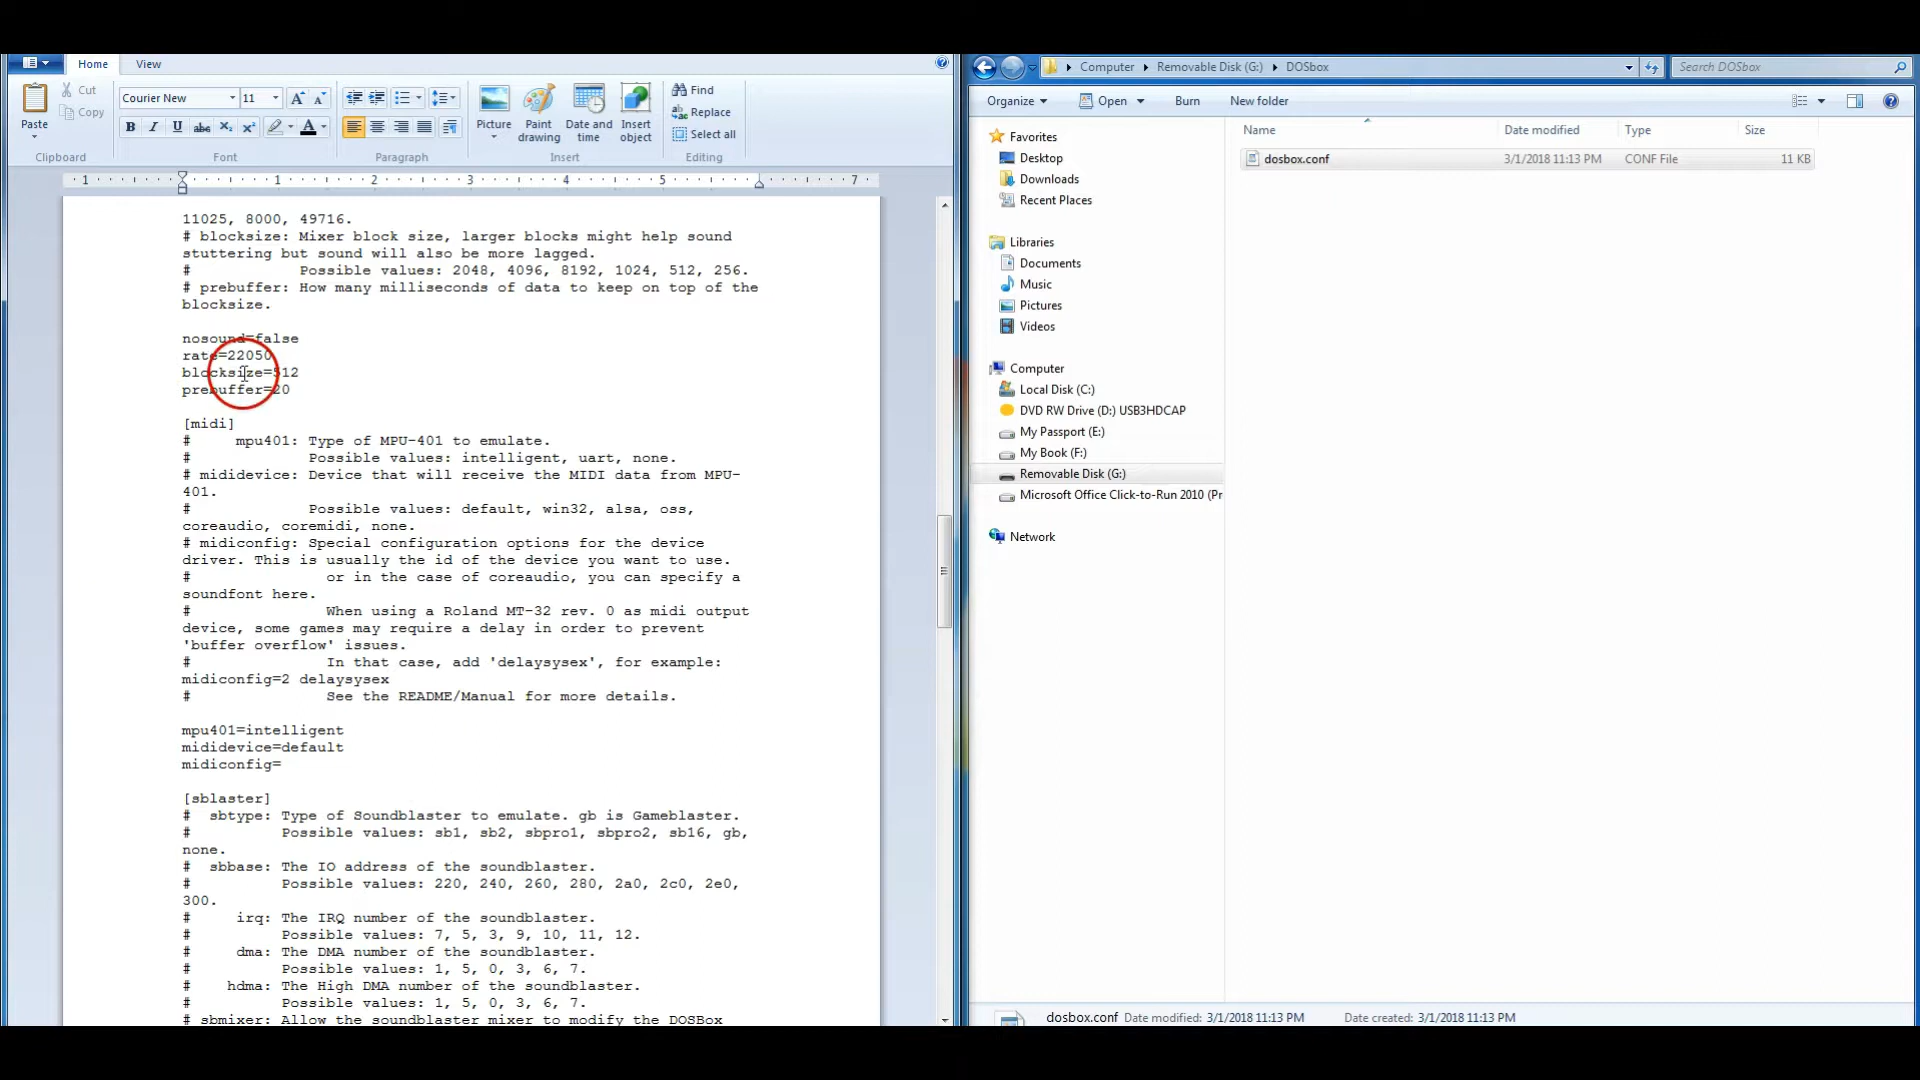 Home View
Paste
Cut
Copy
Clipboard
Courier New 11
B I U abc X₂ X² A
Font
Paragraph
Picture
Paint drawing
Date and time
Insert object
Insert
Find
Replace
Select all
Editing
1 1 2 3 4 5 7
11025, 8000, 49716.
# blocksize: Mixer block size, larger blocks might help sound
stuttering but sound will also be more lagged.
# Possible values: 2048, 4096, 8192, 1024, 512, 256.
# prebuffer: How many milliseconds of data to keep on top of the
blocksize.
nosound=false
rate=22050
blocksize=512
prebuffer=20
[midi]
# mpu401: Type of MPU-401 to emulate.
# Possible values: intelligent, uart, none.
# mididevice: Device that will receive the MIDI data from MPU-
401.
# Possible values: default, win32, alsa, oss,
coreaudio, coremidi, none.
# midiconfig: Special configuration options for the device
driver. This is usually the id of the device you want to use.
# or in the case of coreaudio, you can specify a
soundfont here.
# When using a Roland MT-32 rev. 0 as midi output
device, some games may require a delay in order to prevent
'buffer overflow' issues.
# In that case, add 'delaysysex', for example:
midiconfig=2 delaysysex
# See the README/Manual for more details.
mpu401=intelligent
mididevice=default
midiconfig=
[sblaster]
# sbtype: Type of Soundblaster to emulate. gb is Gameblaster.
# Possible values: sb1, sb2, sbpro1, sbpro2, sb16, gb,
none.
# sbbase: The IO address of the soundblaster.
# Possible values: 220, 240, 260, 280, 2a0, 2c0, 2e0,
300.
# irq: The IRQ number of the soundblaster.
# Possible values: 7, 5, 3, 9, 10, 11, 12.
# dma: The DMA number of the soundblaster.
# Possible values: 1, 5, 0, 3, 6, 7.
# hdma: The High DMA number of the soundblaster.
# Possible values: 1, 5, 0, 3, 6, 7.
# sbmixer: Allow the soundblaster mixer to modify the DOSBox
Computer Removable Disk (G:) DOSbox
Search DOSbox
Organize Open Burn New folder
Name Date modified Type Size
dosbox.conf 3/1/2018 11:13 PM CONF File 11 KB
Favorites
Desktop
Downloads
Recent Places
Libraries
Documents
Music
Pictures
Videos
Computer
Local Disk (C:)
DVD RW Drive (D:) USB3HDCAP
My Passport (E:)
My Book (F:)
Removable Disk (G:)
Microsoft Office Click-to-Run 2010 (Pr
Network
dosbox.conf Date modified: 3/1/2018 11:13 PM Date created: 3/1/2018 11:13 PM